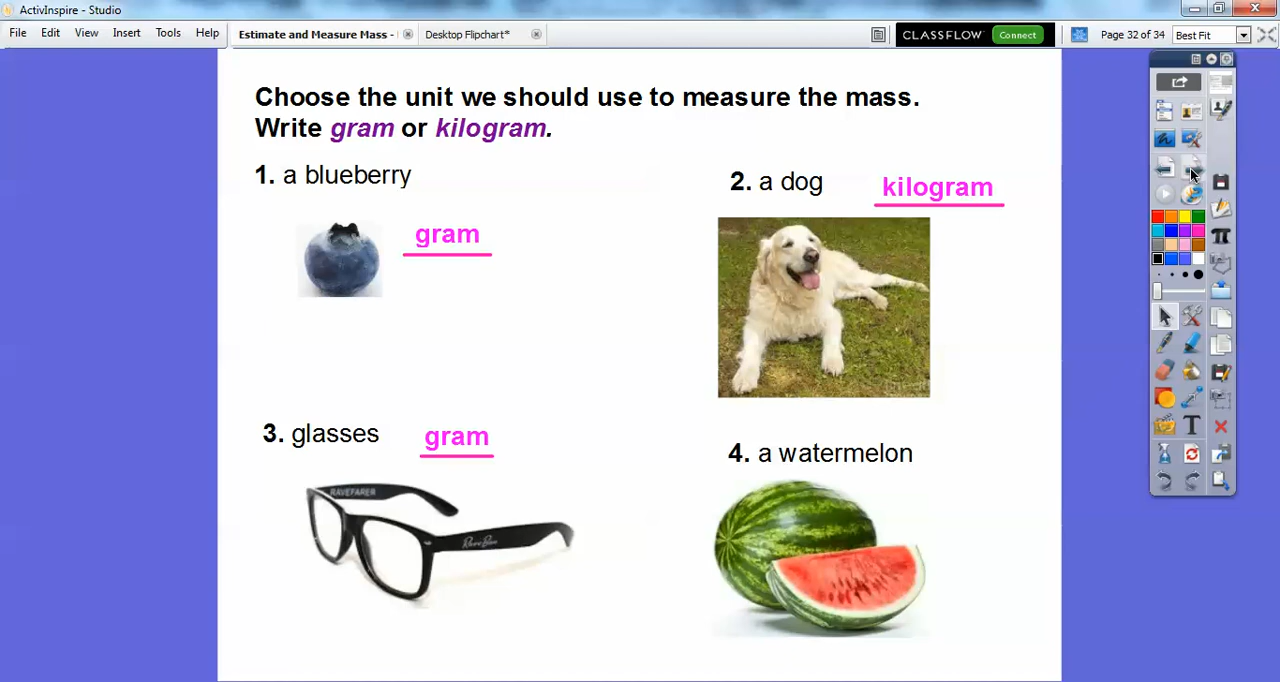 ActivInspire - Studio
File Edit View Insert Tools Help
Estimate and Measure Mass -
Desktop Flipchart*
CLASSFLOW Connect
Page 32 of 34
Best Fit
Choose the unit we should use to measure the mass.
Write gram or kilogram.
1. a blueberry
gram
2. a dog
kilogram
3. glasses
gram
RAVEFARER
4. a watermelon